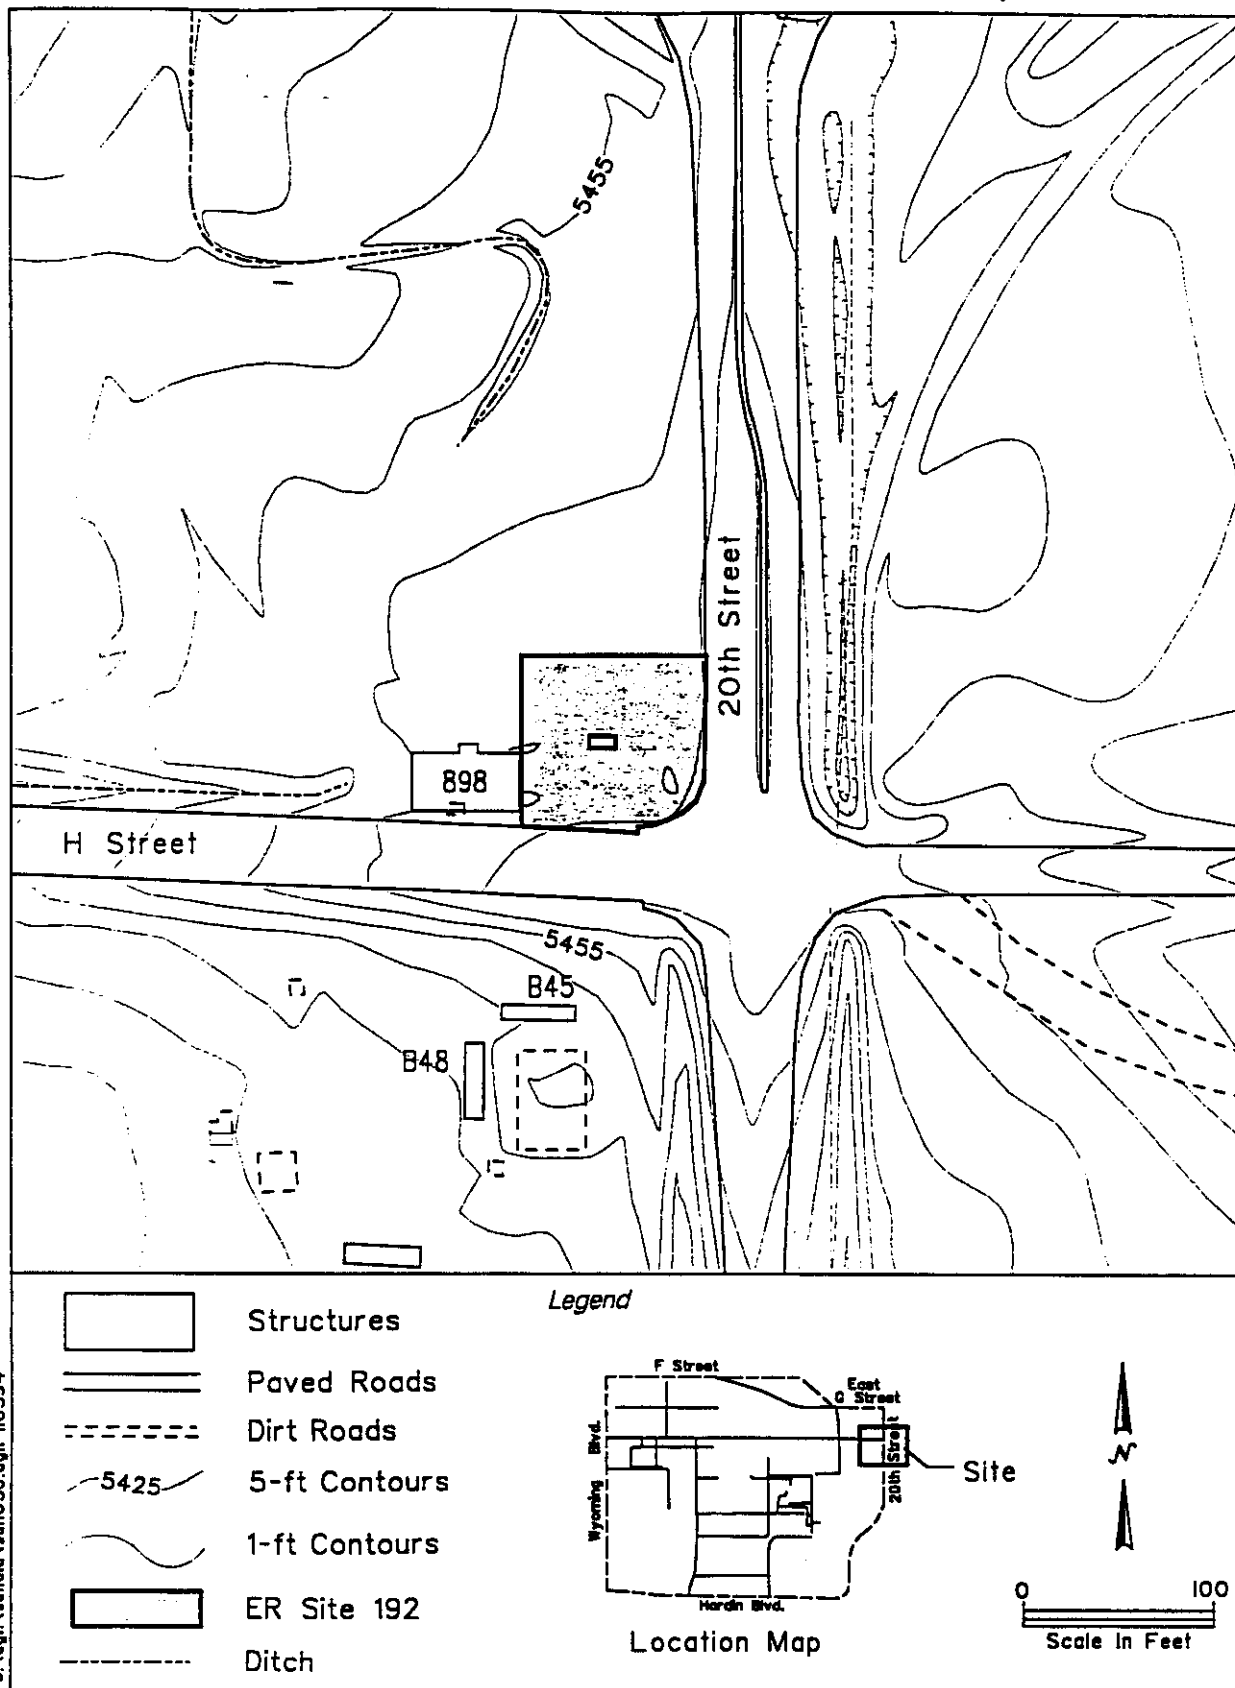 5455
20th Street
898
H Street
5455
B45
B48
Legend
Structures
Paved Roads
Dirt Roads
5425
5-ft Contours
1-ft Contours
ER Site 192
Ditch
F Street
East
G Street
Wyoming Blvd.
20th Street
Site
Hardin Blvd.
Location Map
N
0 100
Scale In Feet